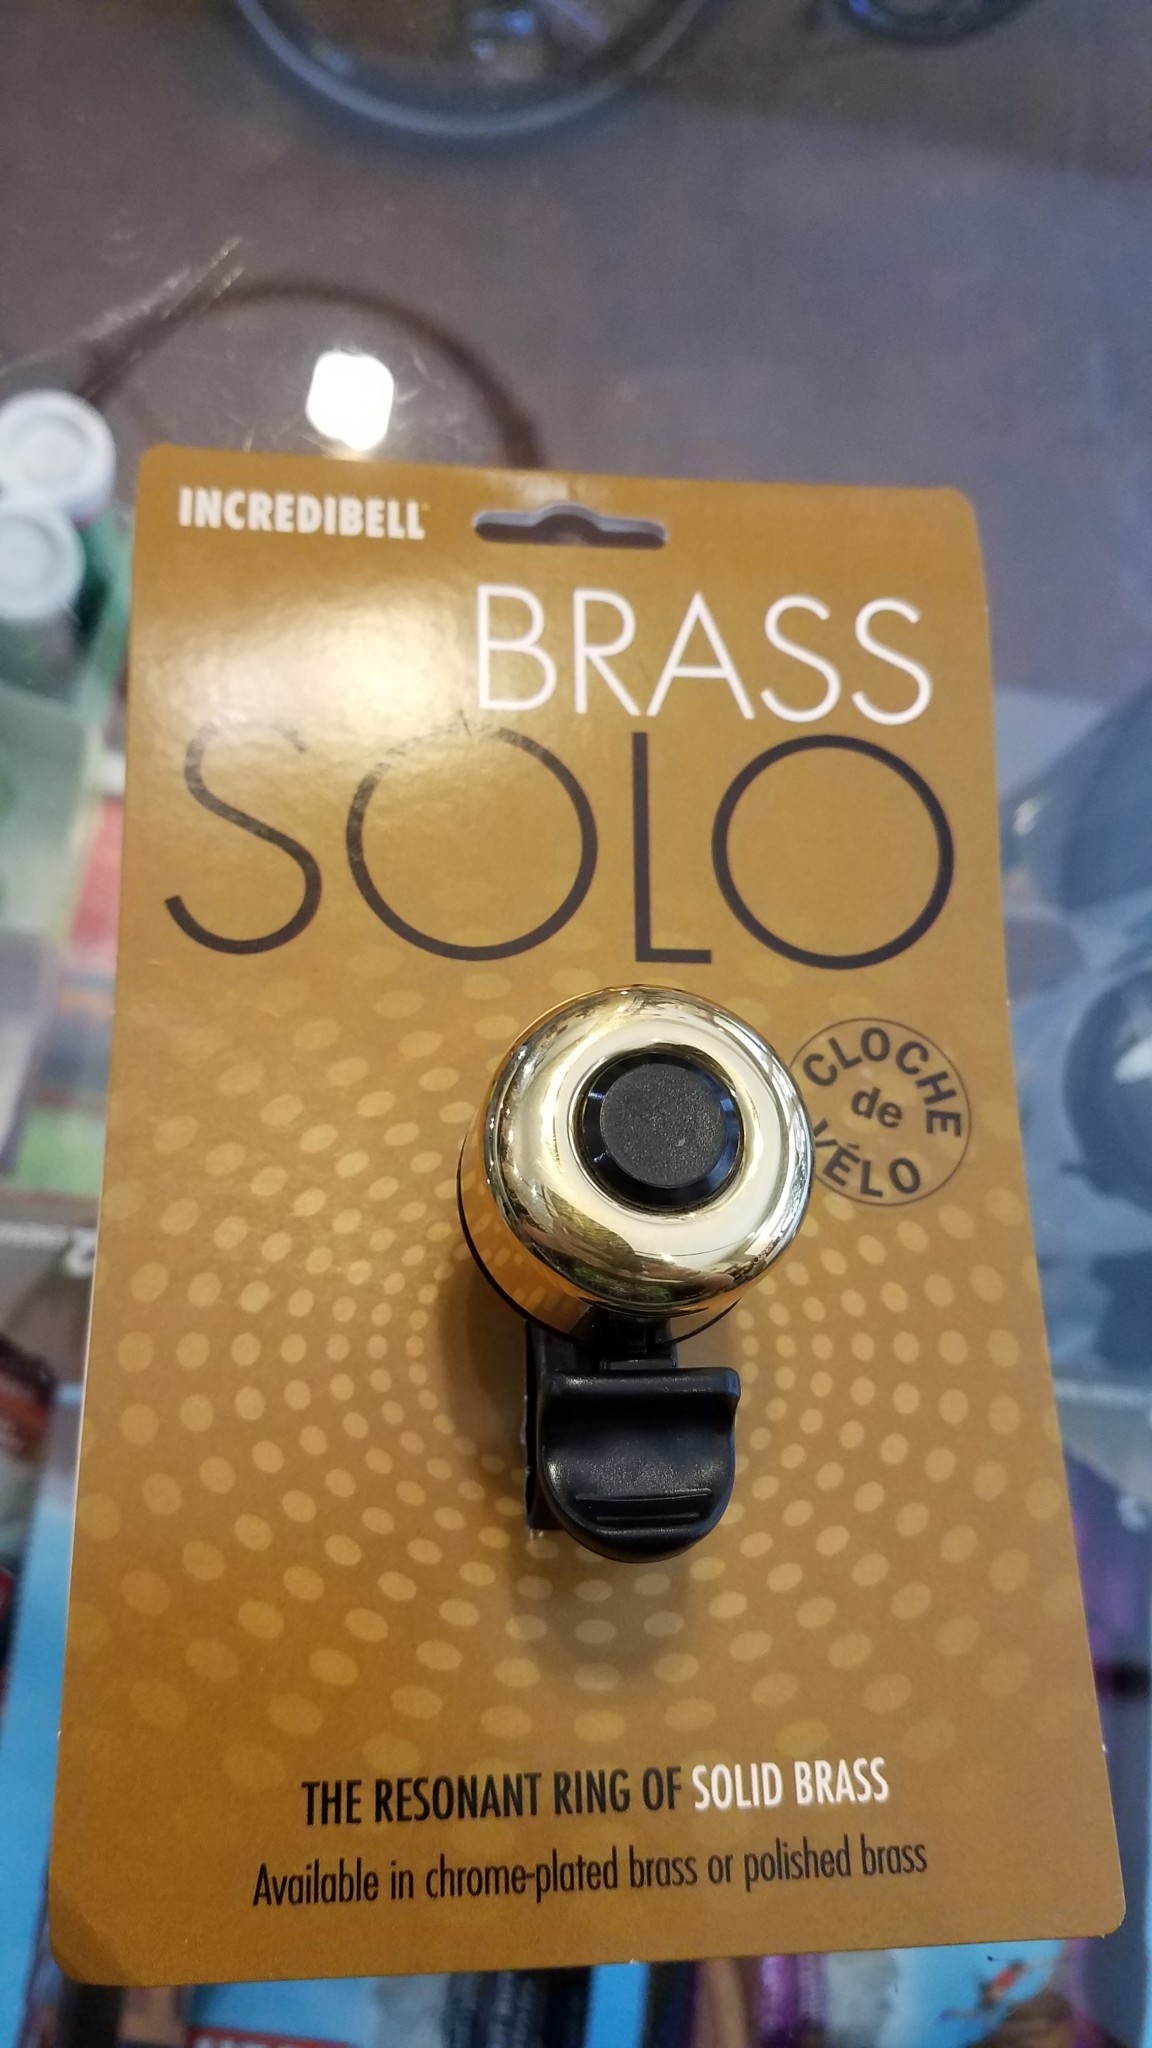 INCREDIBELL
BRASS
SOLO
CLOCHE
de
VÉLO
THE RESONANT RING OF SOLID BRASS
Available in chrome-plated brass or polished brass